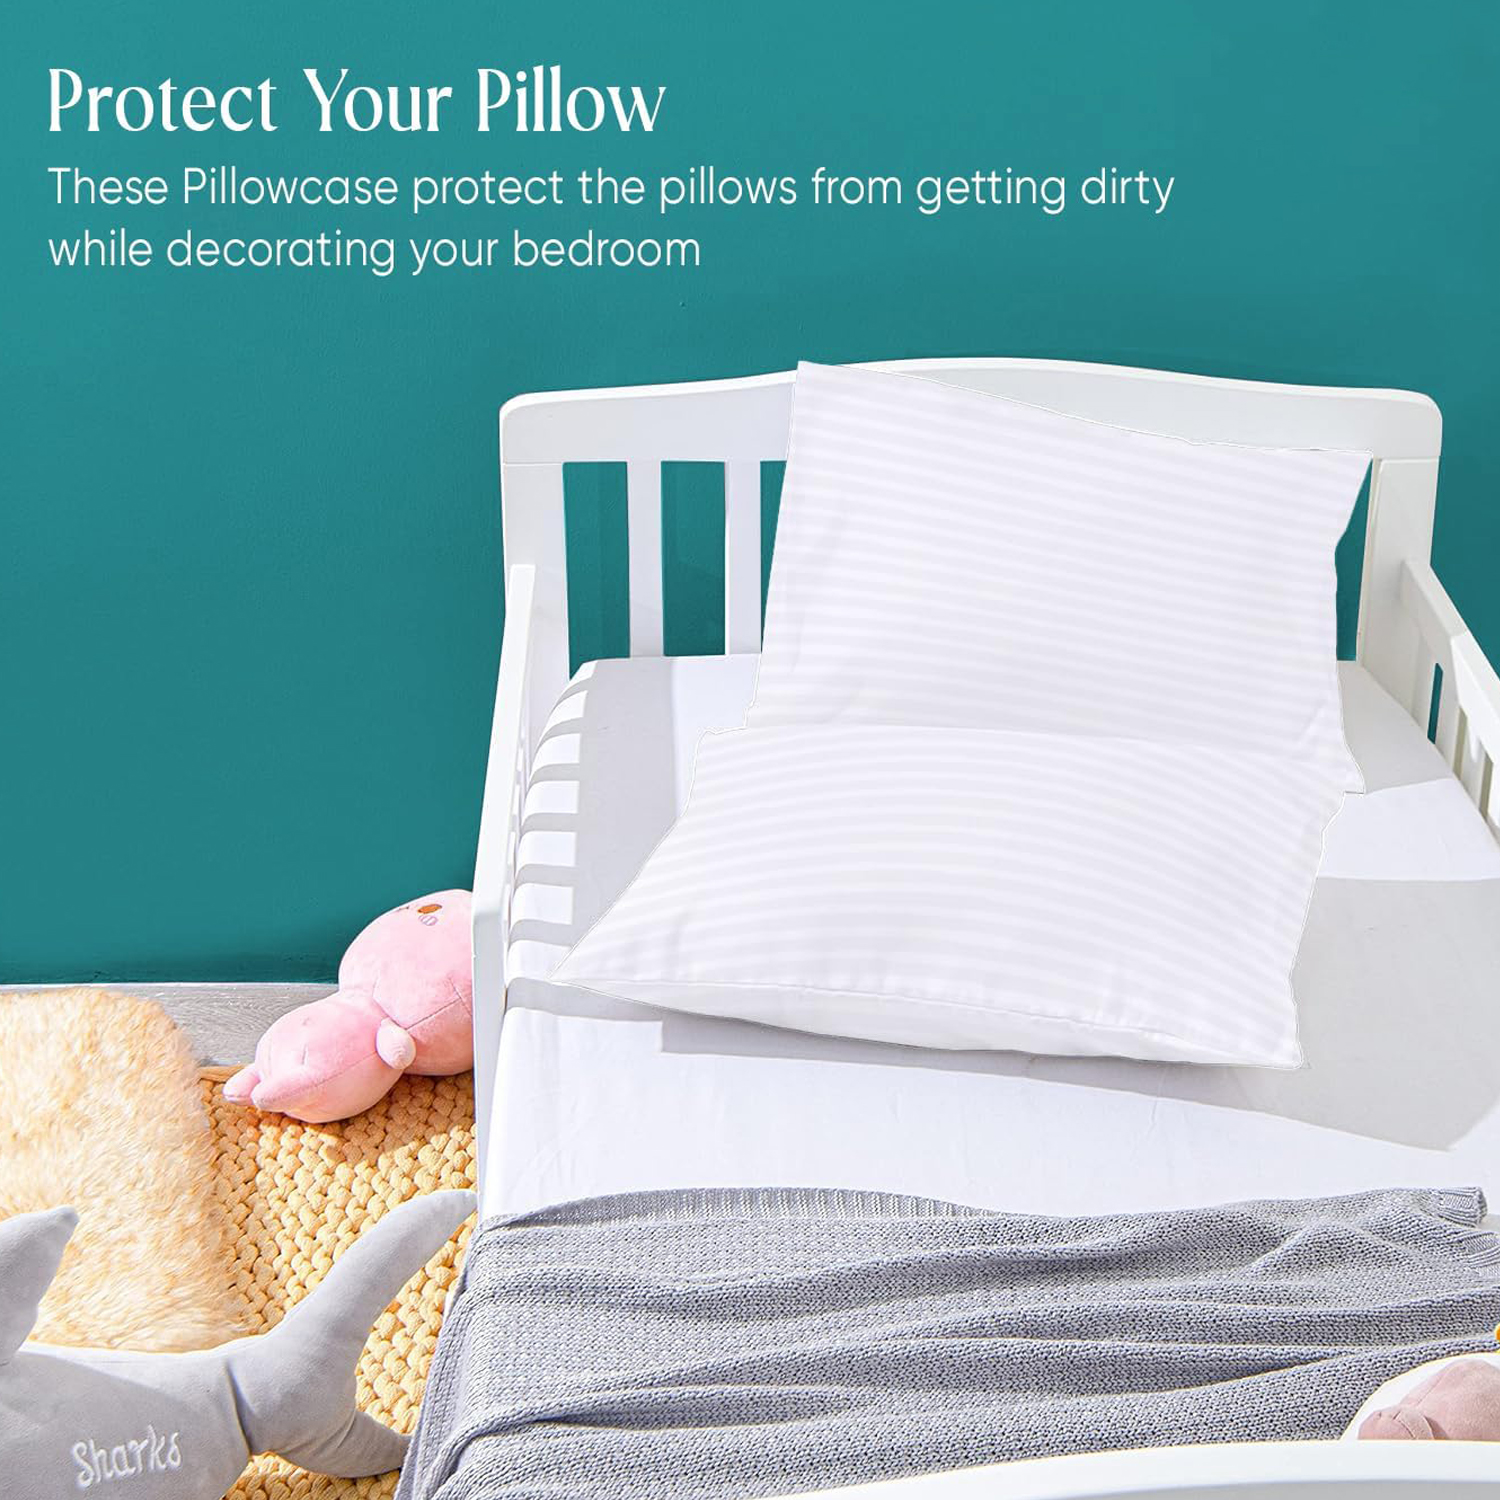 Protect Your Pillow
These Pillowcase protect the pillows from getting dirty
while decorating your bedroom
Sharks